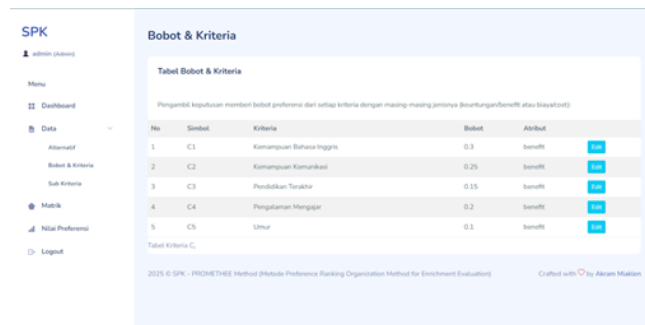 SPK
admin (Admin)
Menu
Dashboard
Data
Alternatif
Bobot & Kriteria
Sub Kriteria
Matrik
Nilai Preferensi
Logout
Bobot & Kriteria
Tabel Bobot & Kriteria
Pengambil keputusan memberi bobot preferensi dari setiap kriteria dengan masing-masing jenisnya (keuntungan/benefit atau biaya/cost):
No Simbol Kriteria Bobot Atribut
1 C1 Kemampuan Bahasa Inggris 0.3 benefit Edit
2 C2 Kemampuan Komunikasi 0.25 benefit Edit
3 C3 Pendidikan Terakhir 0.15 benefit Edit
4 C4 Pengalaman Mengajar 0.2 benefit Edit
5 C5 Umur 0.1 benefit Edit
Tabel Kriteria C,
2025 © SPK - PROMETHEE Method (Metode Preference Ranking Organization Method for Enrichment Evaluation) Crafted with by Akram